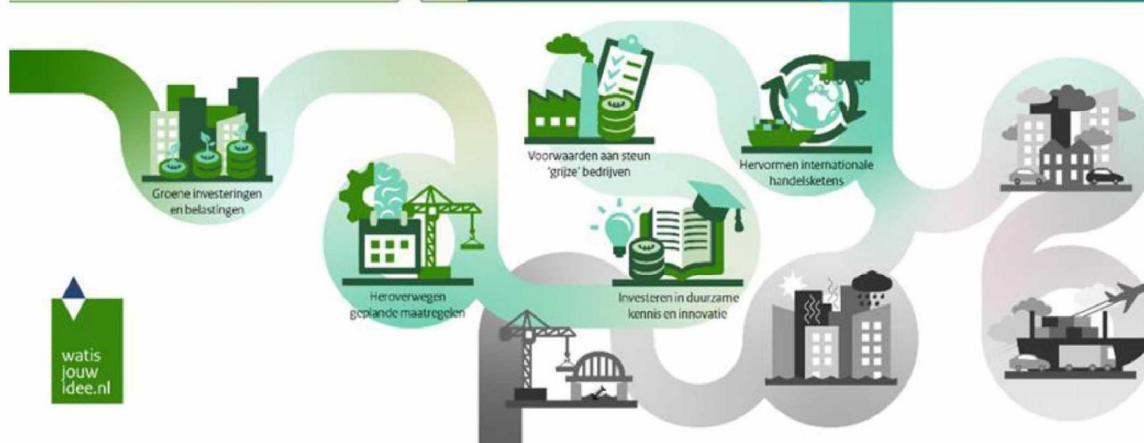 Groene investeringen
en belastingen
Voorwaarden aan steun
'grijze' bedrijven
Hervormen internationale
handelsketens
Heroverwegen
geplande maatregelen
Investeren in duurzame
kennis en innovatie
watis
jouw
idee.nl